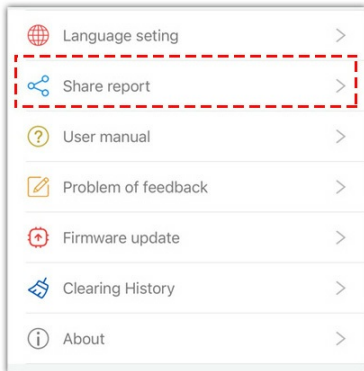 Language seting
Share report
User manual
Problem of feedback
Firmware update
Clearing History
About